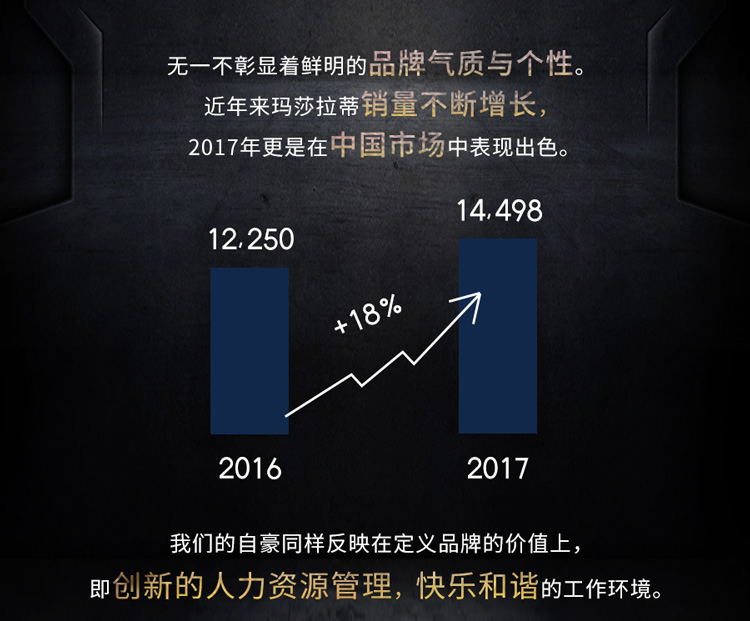 无一不彰显着鲜明的品牌气质与个性。
近年来玛莎拉蒂销量不断增长，
2017年更是在中国市场中表现出色。
14,498
12,250
+18%
2016 2017
我们的自豪同样反映在定义品牌的价值上，
即创新的人力资源管理，快乐和谐的工作环境。